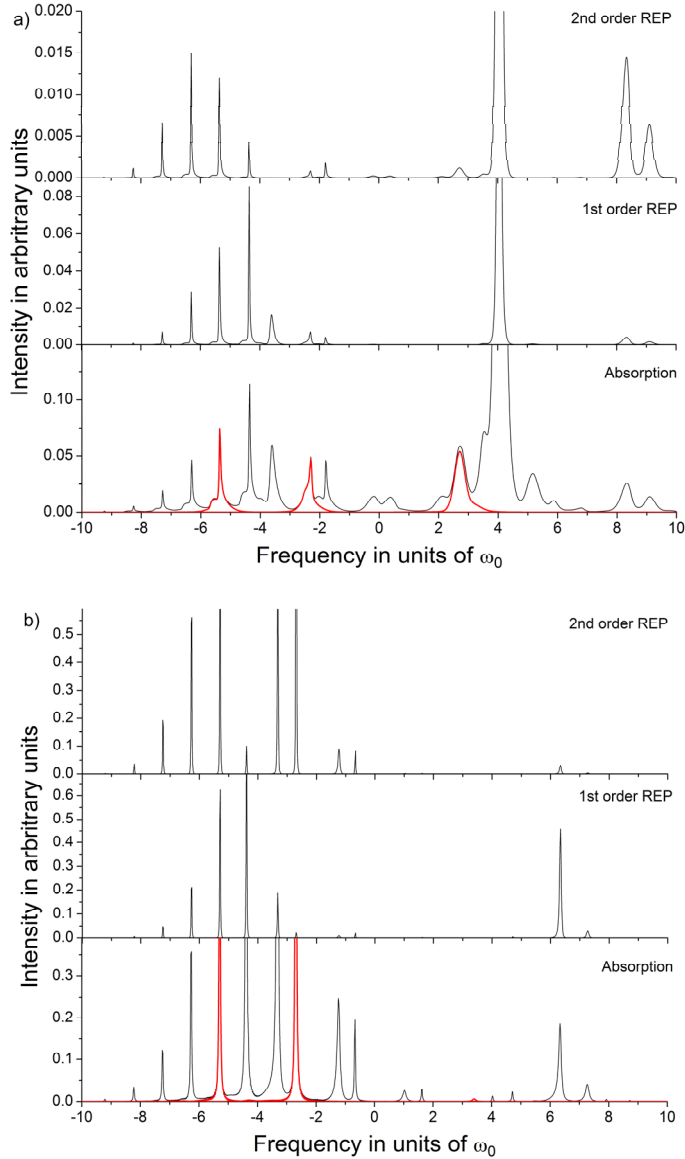 a)
2nd order REP
0.020
0.015
0.010
0.005
0.000
1st order REP
0.08
0.06
0.04
0.02
0.00
Absorption
0.10
0.05
0.00
Intensity in arbritrary units
-10 -8 -6 -4 -2 0 2 4 6 8 10
Frequency in units of ω0
b)
2nd order REP
0.5
0.4
0.3
0.2
0.1
0.0
1st order REP
0.6
0.5
0.4
0.3
0.2
0.1
0.0
Absorption
0.3
0.2
0.1
0.0
Intensity in arbritrary units
-10 -8 -6 -4 -2 0 2 4 6 8 10
Frequency in units of ω0